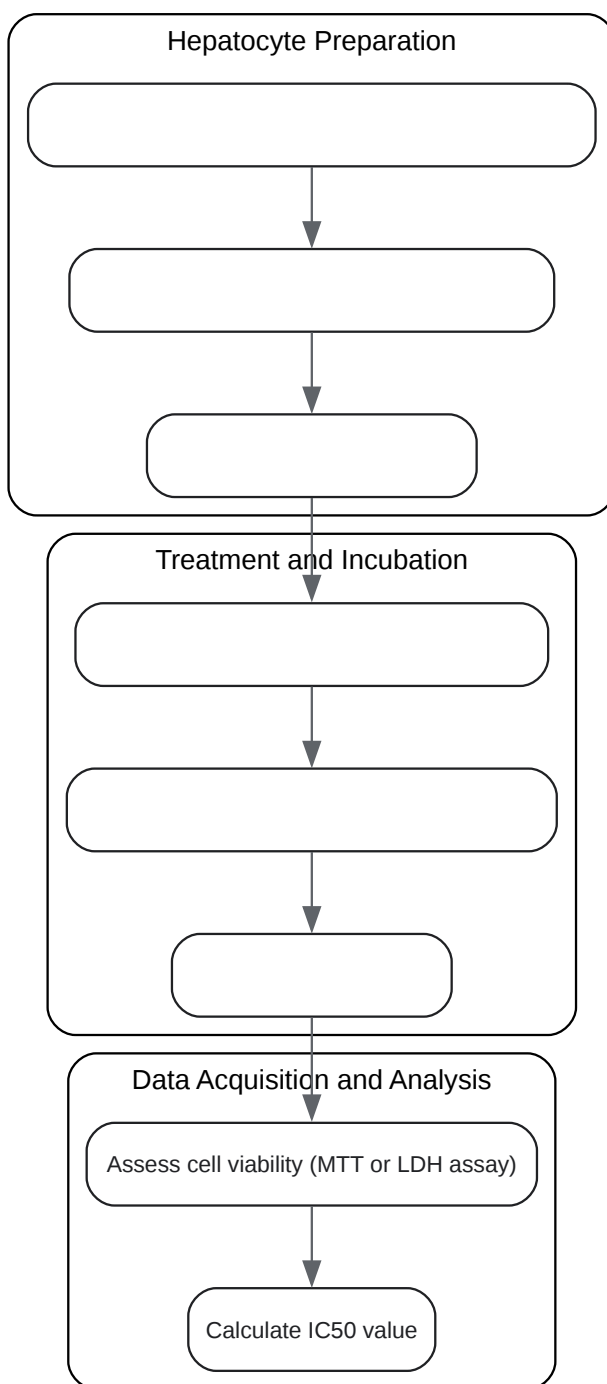 Hepatocyte Preparation
Treatment and Incubation
Data Acquisition and Analysis
Assess cell viability (MTT or LDH assay)
Calculate IC50 value